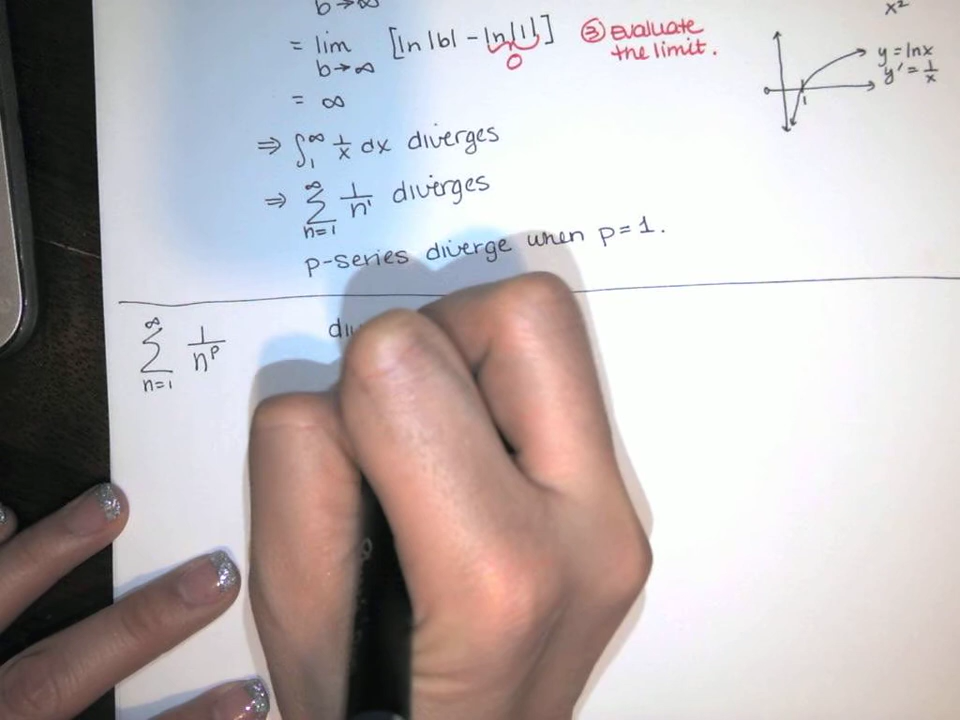 b→∞
= lim [ln|b| - ln|1|] ③ evaluate
b→∞ 0 the limit.
= ∞
⇒ ∫₁^∞ 1/x dx diverges
⇒ ∞ Σ n=1 1/n¹ diverges
p-series diverge when p=1.
∞ Σ n=1 1/nᵖ
x²
y = lnx
y' = 1/x
1